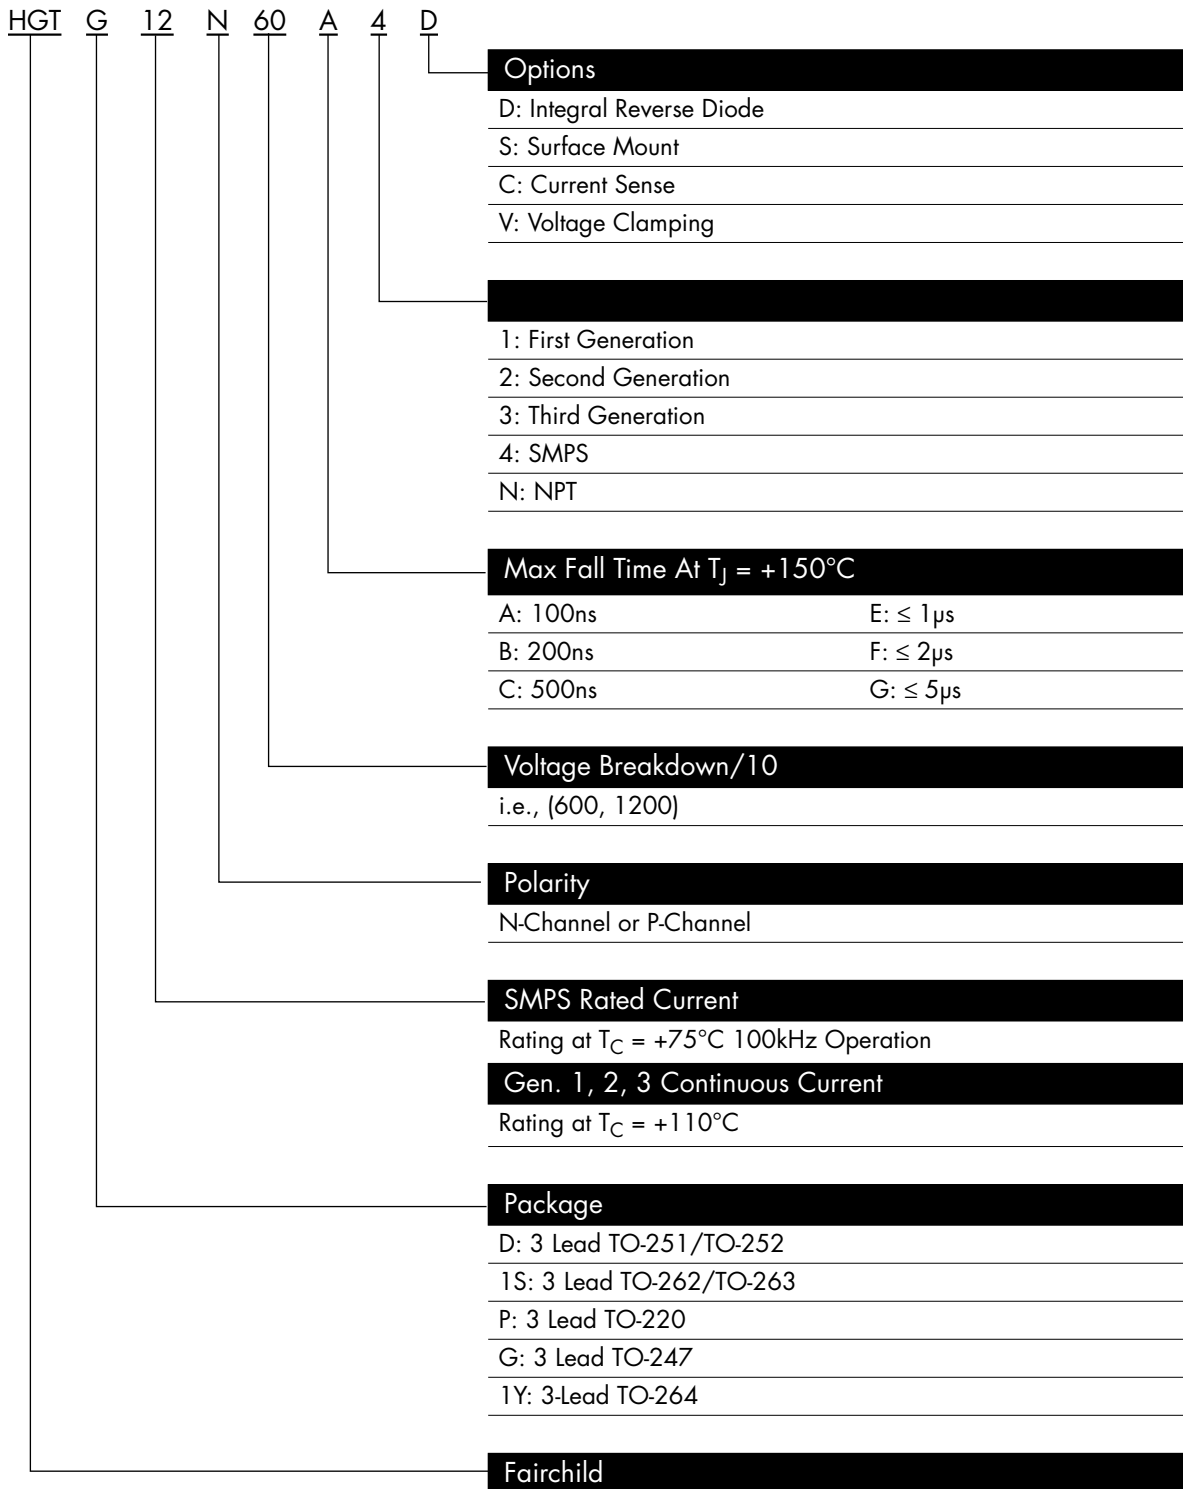 HGT G 12 N 60 A 4 D
Options
D: Integral Reverse Diode
S: Surface Mount
C: Current Sense
V: Voltage Clamping
1: First Generation
2: Second Generation
3: Third Generation
4: SMPS
N: NPT
Max Fall Time At TJ = +150°C
A: 100ns E: ≤ 1µs
B: 200ns F: ≤ 2µs
C: 500ns G: ≤ 5µs
Voltage Breakdown/10
i.e., (600, 1200)
Polarity
N-Channel or P-Channel
SMPS Rated Current
Rating at TC = +75°C 100kHz Operation
Gen. 1, 2, 3 Continuous Current
Rating at TC = +110°C
Package
D: 3 Lead TO-251/TO-252
1S: 3 Lead TO-262/TO-263
P: 3 Lead TO-220
G: 3 Lead TO-247
1Y: 3-Lead TO-264
Fairchild